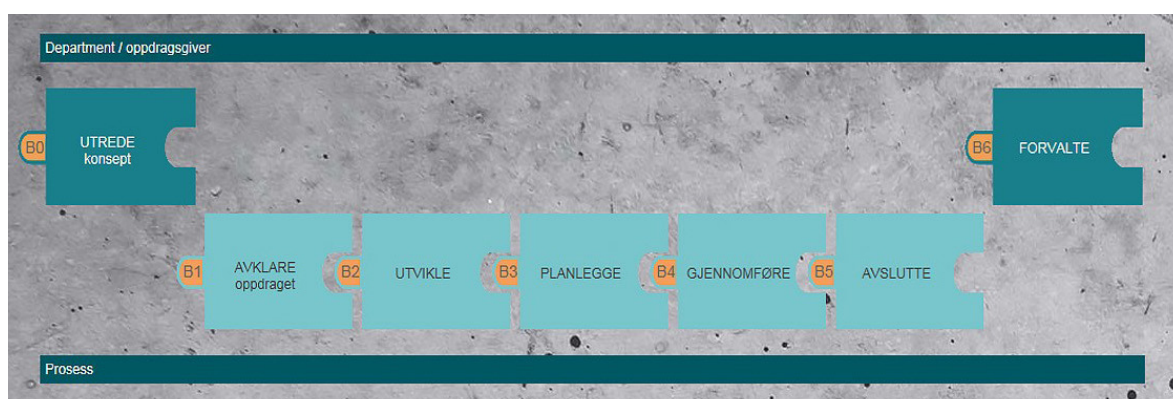 Department / oppdragsgiver
B0
UTREDE
konsept
B6
FORVALTE
B1
AVKLARE
oppdraget
B2
UTVIKLE
B3
PLANLEGGE
B4
GJENNOMFØRE
B5
AVSLUTTE
Prosess